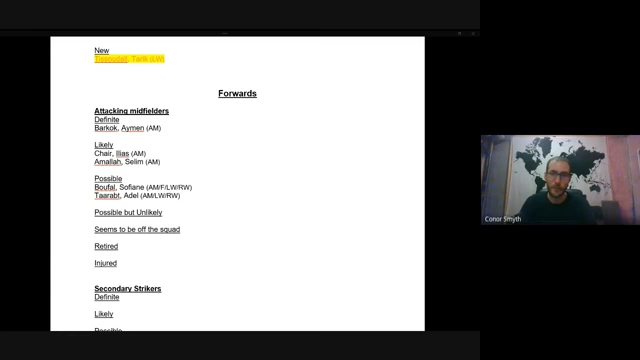 New
Tissoudali, Tarik (LW)
Forwards
Attacking midfielders
Definite
Barkok, Aymen (AM)
Likely
Chair, Ilias (AM)
Amallah, Selim (AM)
Possible
Boufal, Sofiane (AM/F/LW/RW)
Taarabt, Adel (AM/LW/RW)
Possible but Unlikely
Seems to be off the squad
Retired
Injured
Secondary Strikers
Definite
Likely
Possible
Conor Smyth